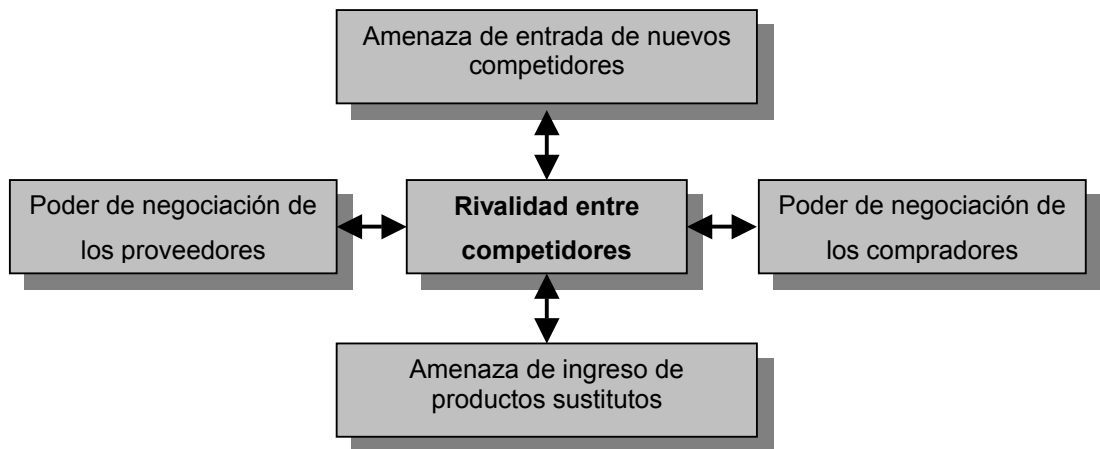 Amenaza de entrada de nuevos
competidores
Poder de negociación de
los proveedores
Rivalidad entre
competidores
Poder de negociación de
los compradores
Amenaza de ingreso de
productos sustitutos